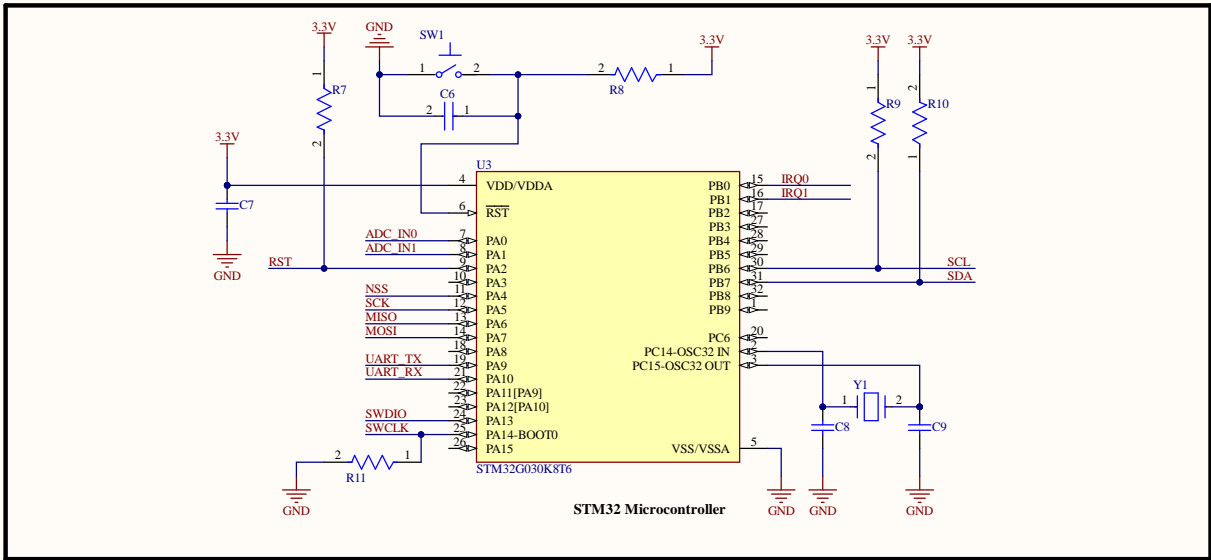 3.3V
GND
SW1
3.3V
3.3V
3.3V
1
2
2
1
R8
1
R7
2
C6
2
1
1
R9
2
2
R10
1
3.3V
C7
GND
U3
4
VDD/VDDA
6
RST
ADC_IN0
7
PA0
ADC_IN1
8
PA1
RST
9
PA2
10
PA3
NSS
11
PA4
SCK
12
PA5
MISO
13
PA6
MOSI
14
PA7
18
PA8
UART_TX
19
PA9
UART_RX
21
PA10
22
PA11[PA9]
23
PA12[PA10]
SWDIO
24
PA13
SWCLK
25
PA14-BOOT0
26
PA15
PB0
15
IRQ0
PB1
16
IRQ1
PB2
17
PB3
27
PB4
28
PB5
29
PB6
30
SCL
PB7
31
SDA
PB8
32
PB9
1
PC6
20
PC14-OSC32 IN
2
PC15-OSC32 OUT
3
VSS/VSSA
5
Y1
1
2
C8
C9
2
1
R11
GND
STM32G030K8T6
STM32 Microcontroller
GND
GND
GND